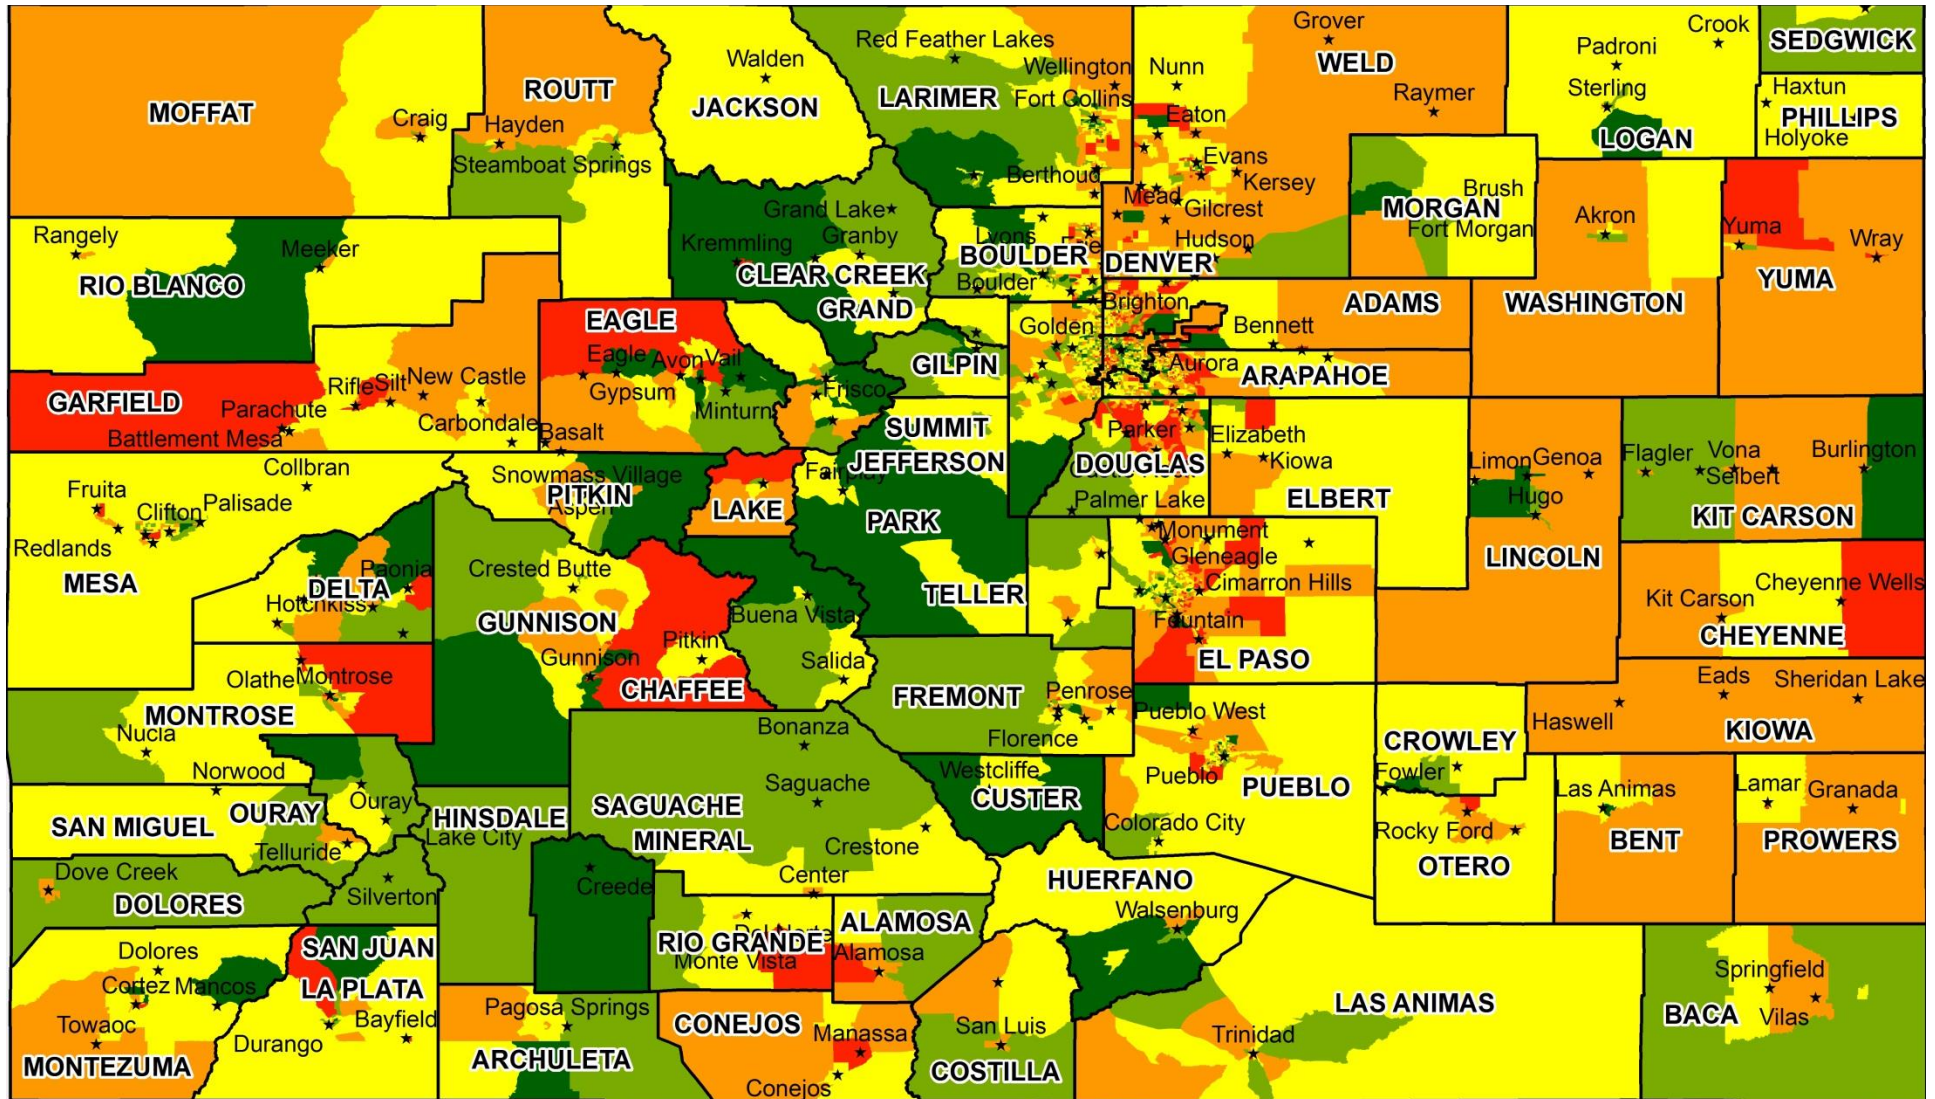 Grover
Crook
Red Feather Lakes
Padroni
SEDGWICK
Walden
WELD
Wellington
Nunn
Sterling
Haxtun
ROUTT
JACKSON
LARIMER
Fort Collins
Raymer
MOFFAT
Craig
Hayden
Eaton
LOGAN
PHILLIPS
Holyoke
Steamboat Springs
Berthoud
Evans
Kersey
Brush
Mead
Grand Lake
Gilcrest
MORGAN
Fort Morgan
Akron
Yuma
Rangely
Meeker
Kremmling
Granby
Lyons
Erie
Hudson
Wray
BOULDER
DENVER
RIO BLANCO
CLEAR CREEK
Boulder
YUMA
GRAND
Brighton
ADAMS
WASHINGTON
EAGLE
Golden
Bennett
Eagle
Avon
Vail
GILPIN
Aurora
ARAPAHOE
GARFIELD
Rifle
Silt
New Castle
Gypsum
Frisco
Parachute
Minturn
Battlement Mesa
Carbondale
Basalt
SUMMIT
Parker
Elizabeth
Kiowa
Flagler
Vona
Burlington
Collbran
Snowmass Village
Fairplay
JEFFERSON
DOUGLAS
Limon
Genoa
Seibert
Fruita
PITKIN
Aspen
Palmer Lake
ELBERT
Hugo
Clifton
Palisade
LAKE
PARK
KIT CARSON
Redlands
Monument
MESA
Paonia
Crested Butte
Gleneagle
LINCOLN
DELTA
Cimarron Hills
Cheyenne Wells
Hotchkiss
TELLER
Kit Carson
GUNNISON
Buena Vista
Fountain
CHEYENNE
Pitkin
Gunnison
Salida
EL PASO
Olathe
Montrose
CHAFFEE
FREMONT
Penrose
Eads
Sheridan Lake
MONTROSE
Pueblo West
Haswell
KIOWA
Nucia
Bonanza
Florence
CROWLEY
Norwood
Westcliffe
Pueblo
Fowler
Saguache
PUEBLO
Las Animas
Lamar
Granada
Ouray
CUSTER
SAN MIGUEL
OURAY
HINSDALE
SAGUACHE
Colorado City
Rocky Ford
Lake City
MINERAL
Crestone
BENT
PROWERS
Telluride
OTERO
Dove Creek
Center
HUERFANO
Creede
Silverton
DOLORES
Walsenburg
ALAMOSA
Dolores
SAN JUAN
RIO GRANDE
Monte Vista
Alamosa
Springfield
Cortez
Mancos
LA PLATA
LAS ANIMAS
Pagosa Springs
CONEJOS
BACA
Vilas
Towaoc
Bayfield
Manassa
San Luis
Trinidad
Durango
ARCHULETA
COSTILLA
MONTEZUMA
Conejos